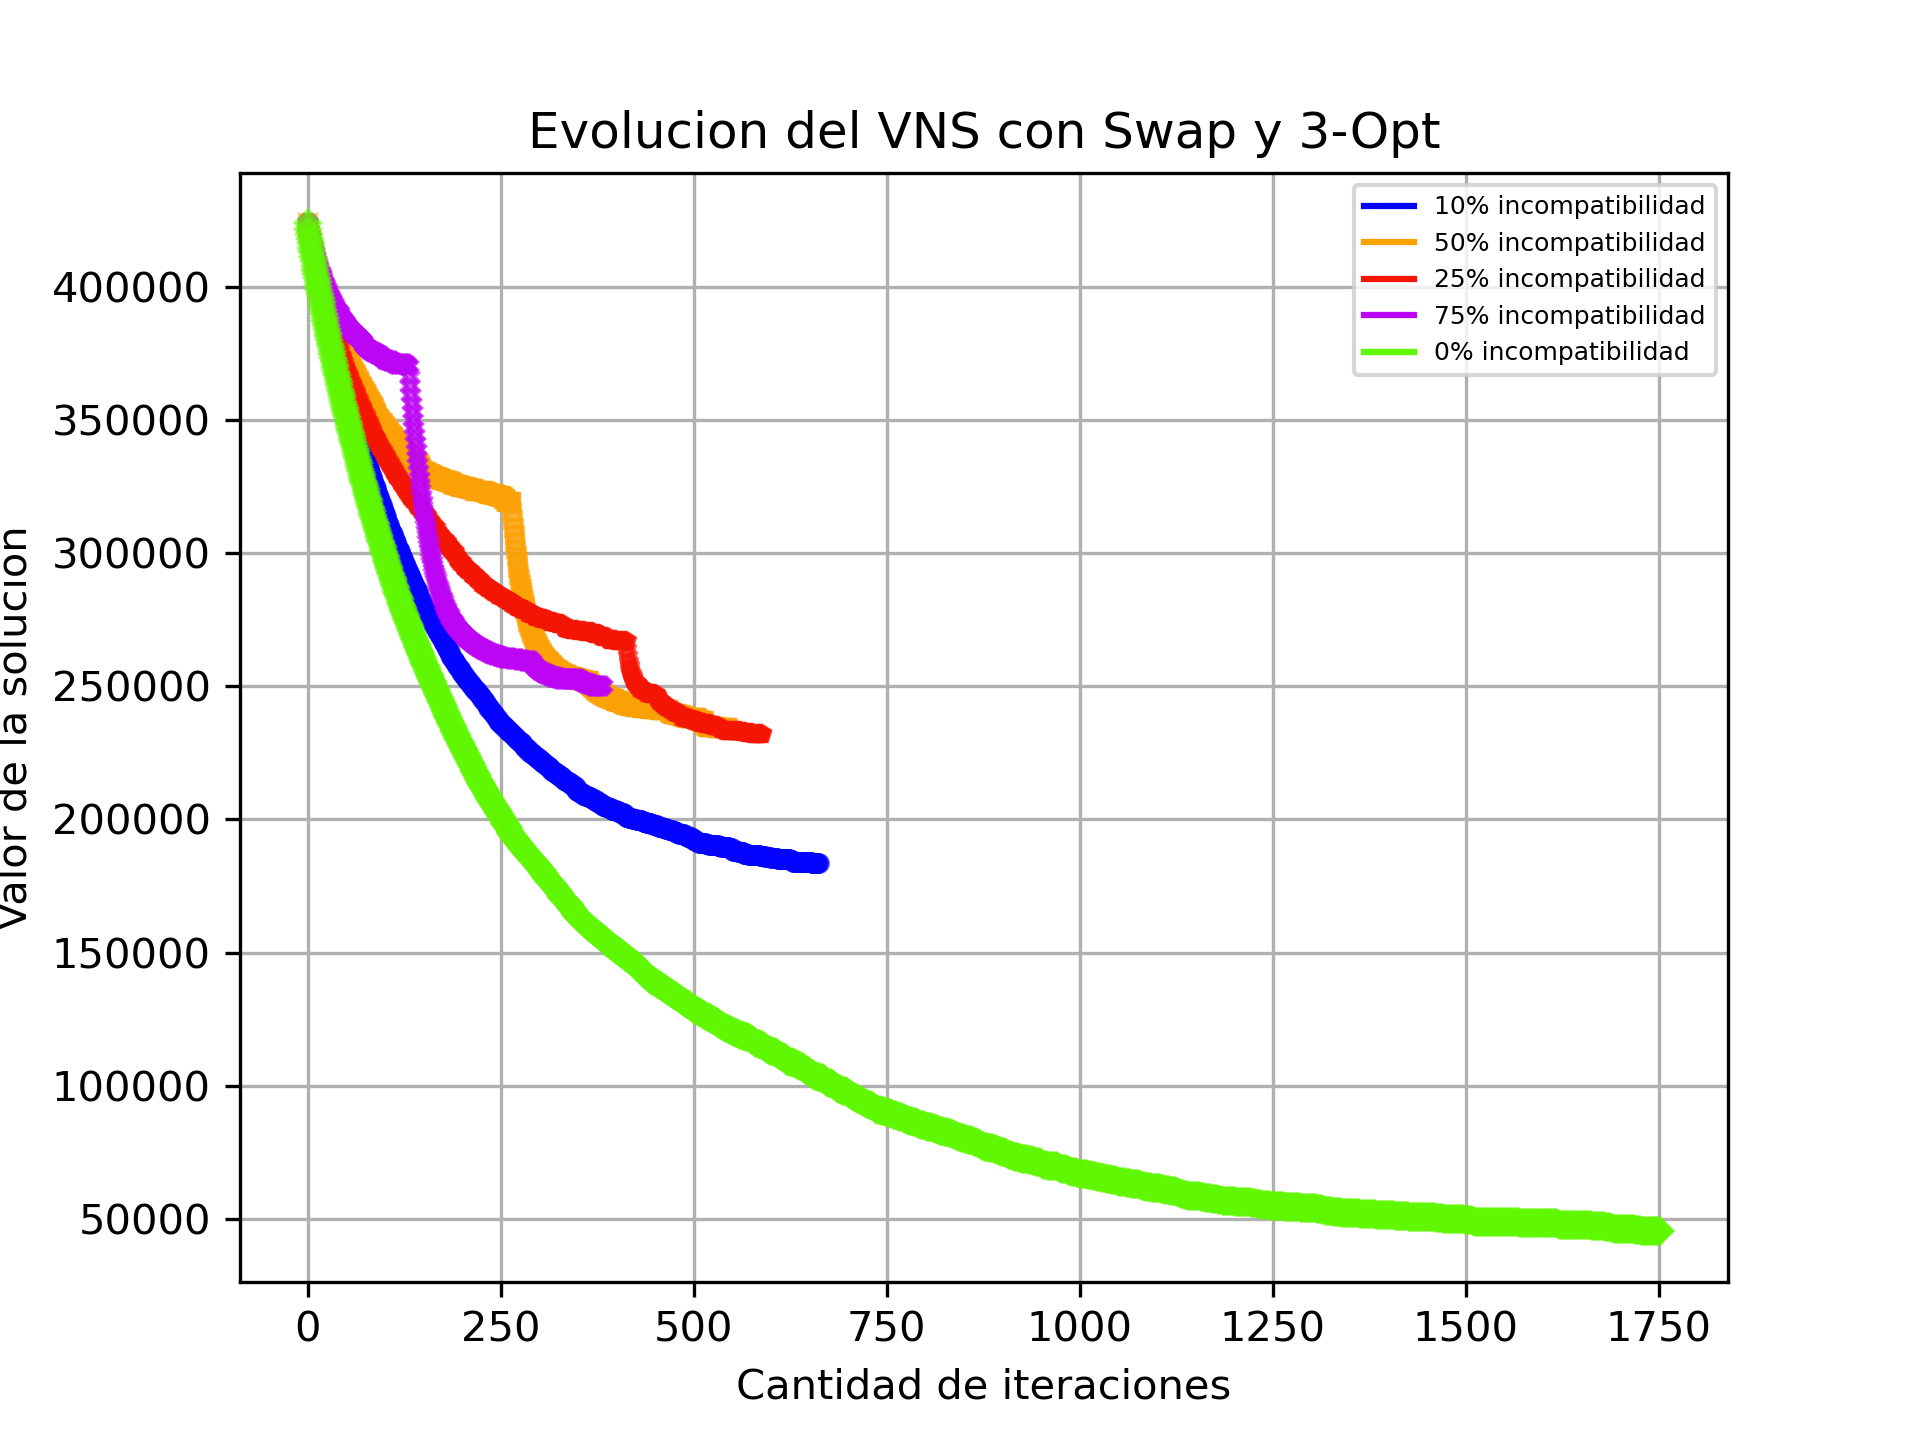 Evolucion del VNS con Swap y 3-Opt
10% incompatibilidad
50% incompatibilidad
25% incompatibilidad
75% incompatibilidad
0% incompatibilidad
400000
350000
300000
250000
200000
150000
100000
50000
Valor de la solucion
0 250 500 750 1000 1250 1500 1750
Cantidad de iteraciones